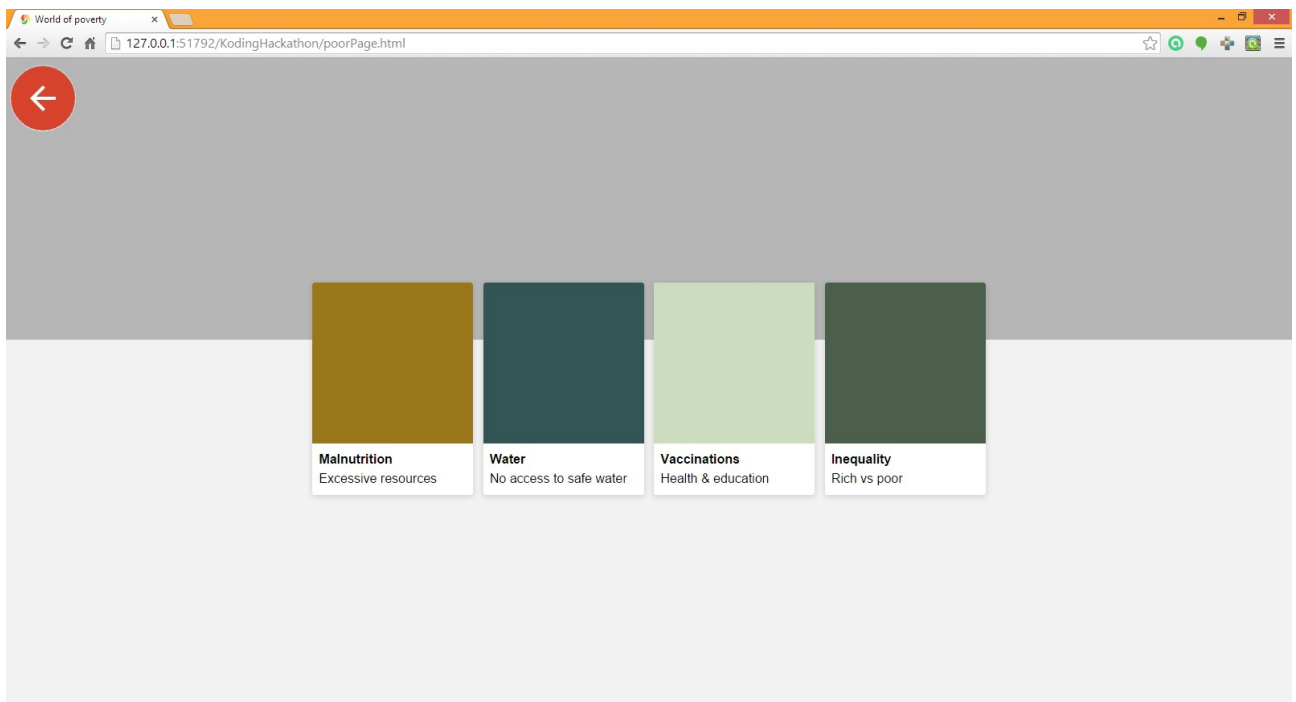 World of poverty
127.0.0.1:51792/KodingHackathon/poorPage.html
Malnutrition
Excessive resources
Water
No access to safe water
Vaccinations
Health & education
Inequality
Rich vs poor